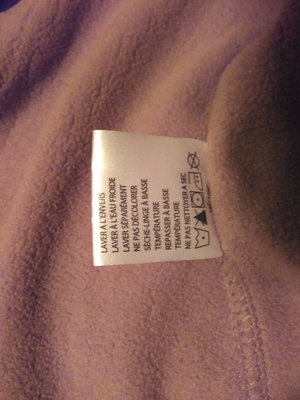 LAVER À L'ENVERS
LAVER À L'EAU FROIDE
LAVER SÉPARÉMENT
NE PAS DÉCOLORER
SÈCHE-LINGE À BASSE
TEMPÉRATURE
REPASSER À BASSE
TEMPÉRATURE
NE PAS NETTOYER A SEC